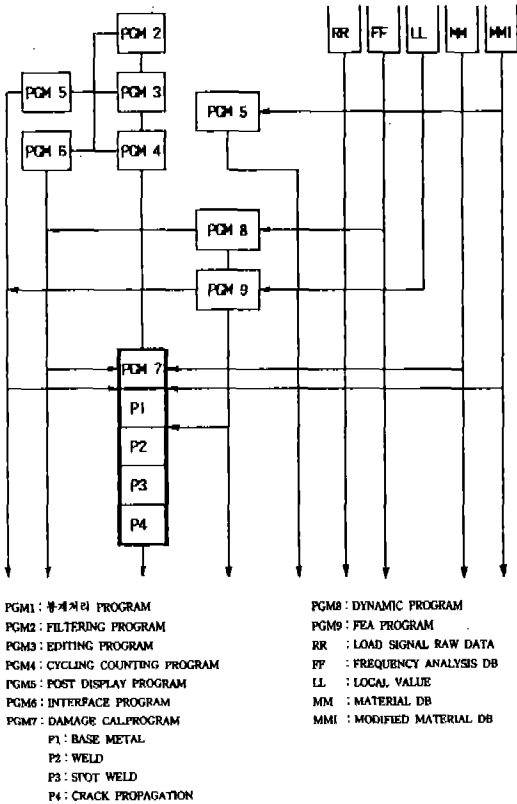 PGM 2
RR
FF
LL
MM
MM1
PGM 5
PGM 3
PGM 5
PGM 6
PGM 4
PGM 8
PGM 9
PGM 7
P1
P2
P3
P4
PGM1 : 통계처리 PROGRAM
PGM2 : FILTERING PROGRAM
PGM3 : EDITING PROGRAM
PGM4 : CYCLING COUNTING PROGRAM
PGM5 : POST DISPLAY PROGRAM
PGM6 : INTERFACE PROGRAM
PGM7 : DAMAGE CALPROGRAM
P1 : BASE METAL
P2 : WELD
P3 : SPOT WELD
P4 : CRACK PROPAGATION
PGM8 : DYNAMIC PROGRAM
PGM9 : FEA PROGRAM
RR : LOAD SIGNAL RAW DATA
FF : FREQUENCY ANALYSIS DB
LL : LOCAL VALUE
MM : MATERIAL DB
MM1 : MODIFIED MATERIAL DB